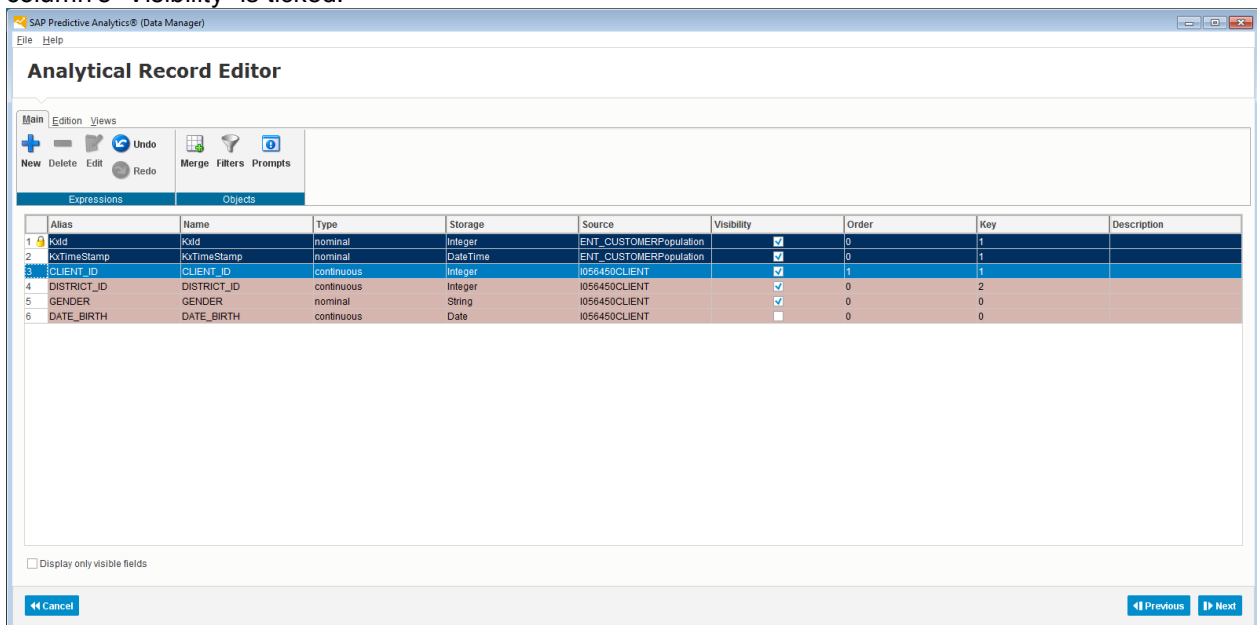 column's "Visibility" is ticked.
SAP Predictive Analytics® (Data Manager)
File Help
Analytical Record Editor
Main Edition Views
New Delete Edit Undo Redo Merge Filters Prompts
Expressions Objects
Alias Name Type Storage Source Visibility Order Key Description
1 KxId KxId nominal Integer ENT_CUSTOMERPopulation 0 1
2 KxTimeStamp KxTimeStamp nominal DateTime ENT_CUSTOMERPopulation 0 1
3 CLIENT_ID CLIENT_ID continuous Integer I056450CLIENT 1 1
4 DISTRICT_ID DISTRICT_ID continuous Integer I056450CLIENT 0 2
5 GENDER GENDER nominal String I056450CLIENT 0 0
6 DATE_BIRTH DATE_BIRTH continuous Date I056450CLIENT 0 0
Display only visible fields
Cancel Previous Next